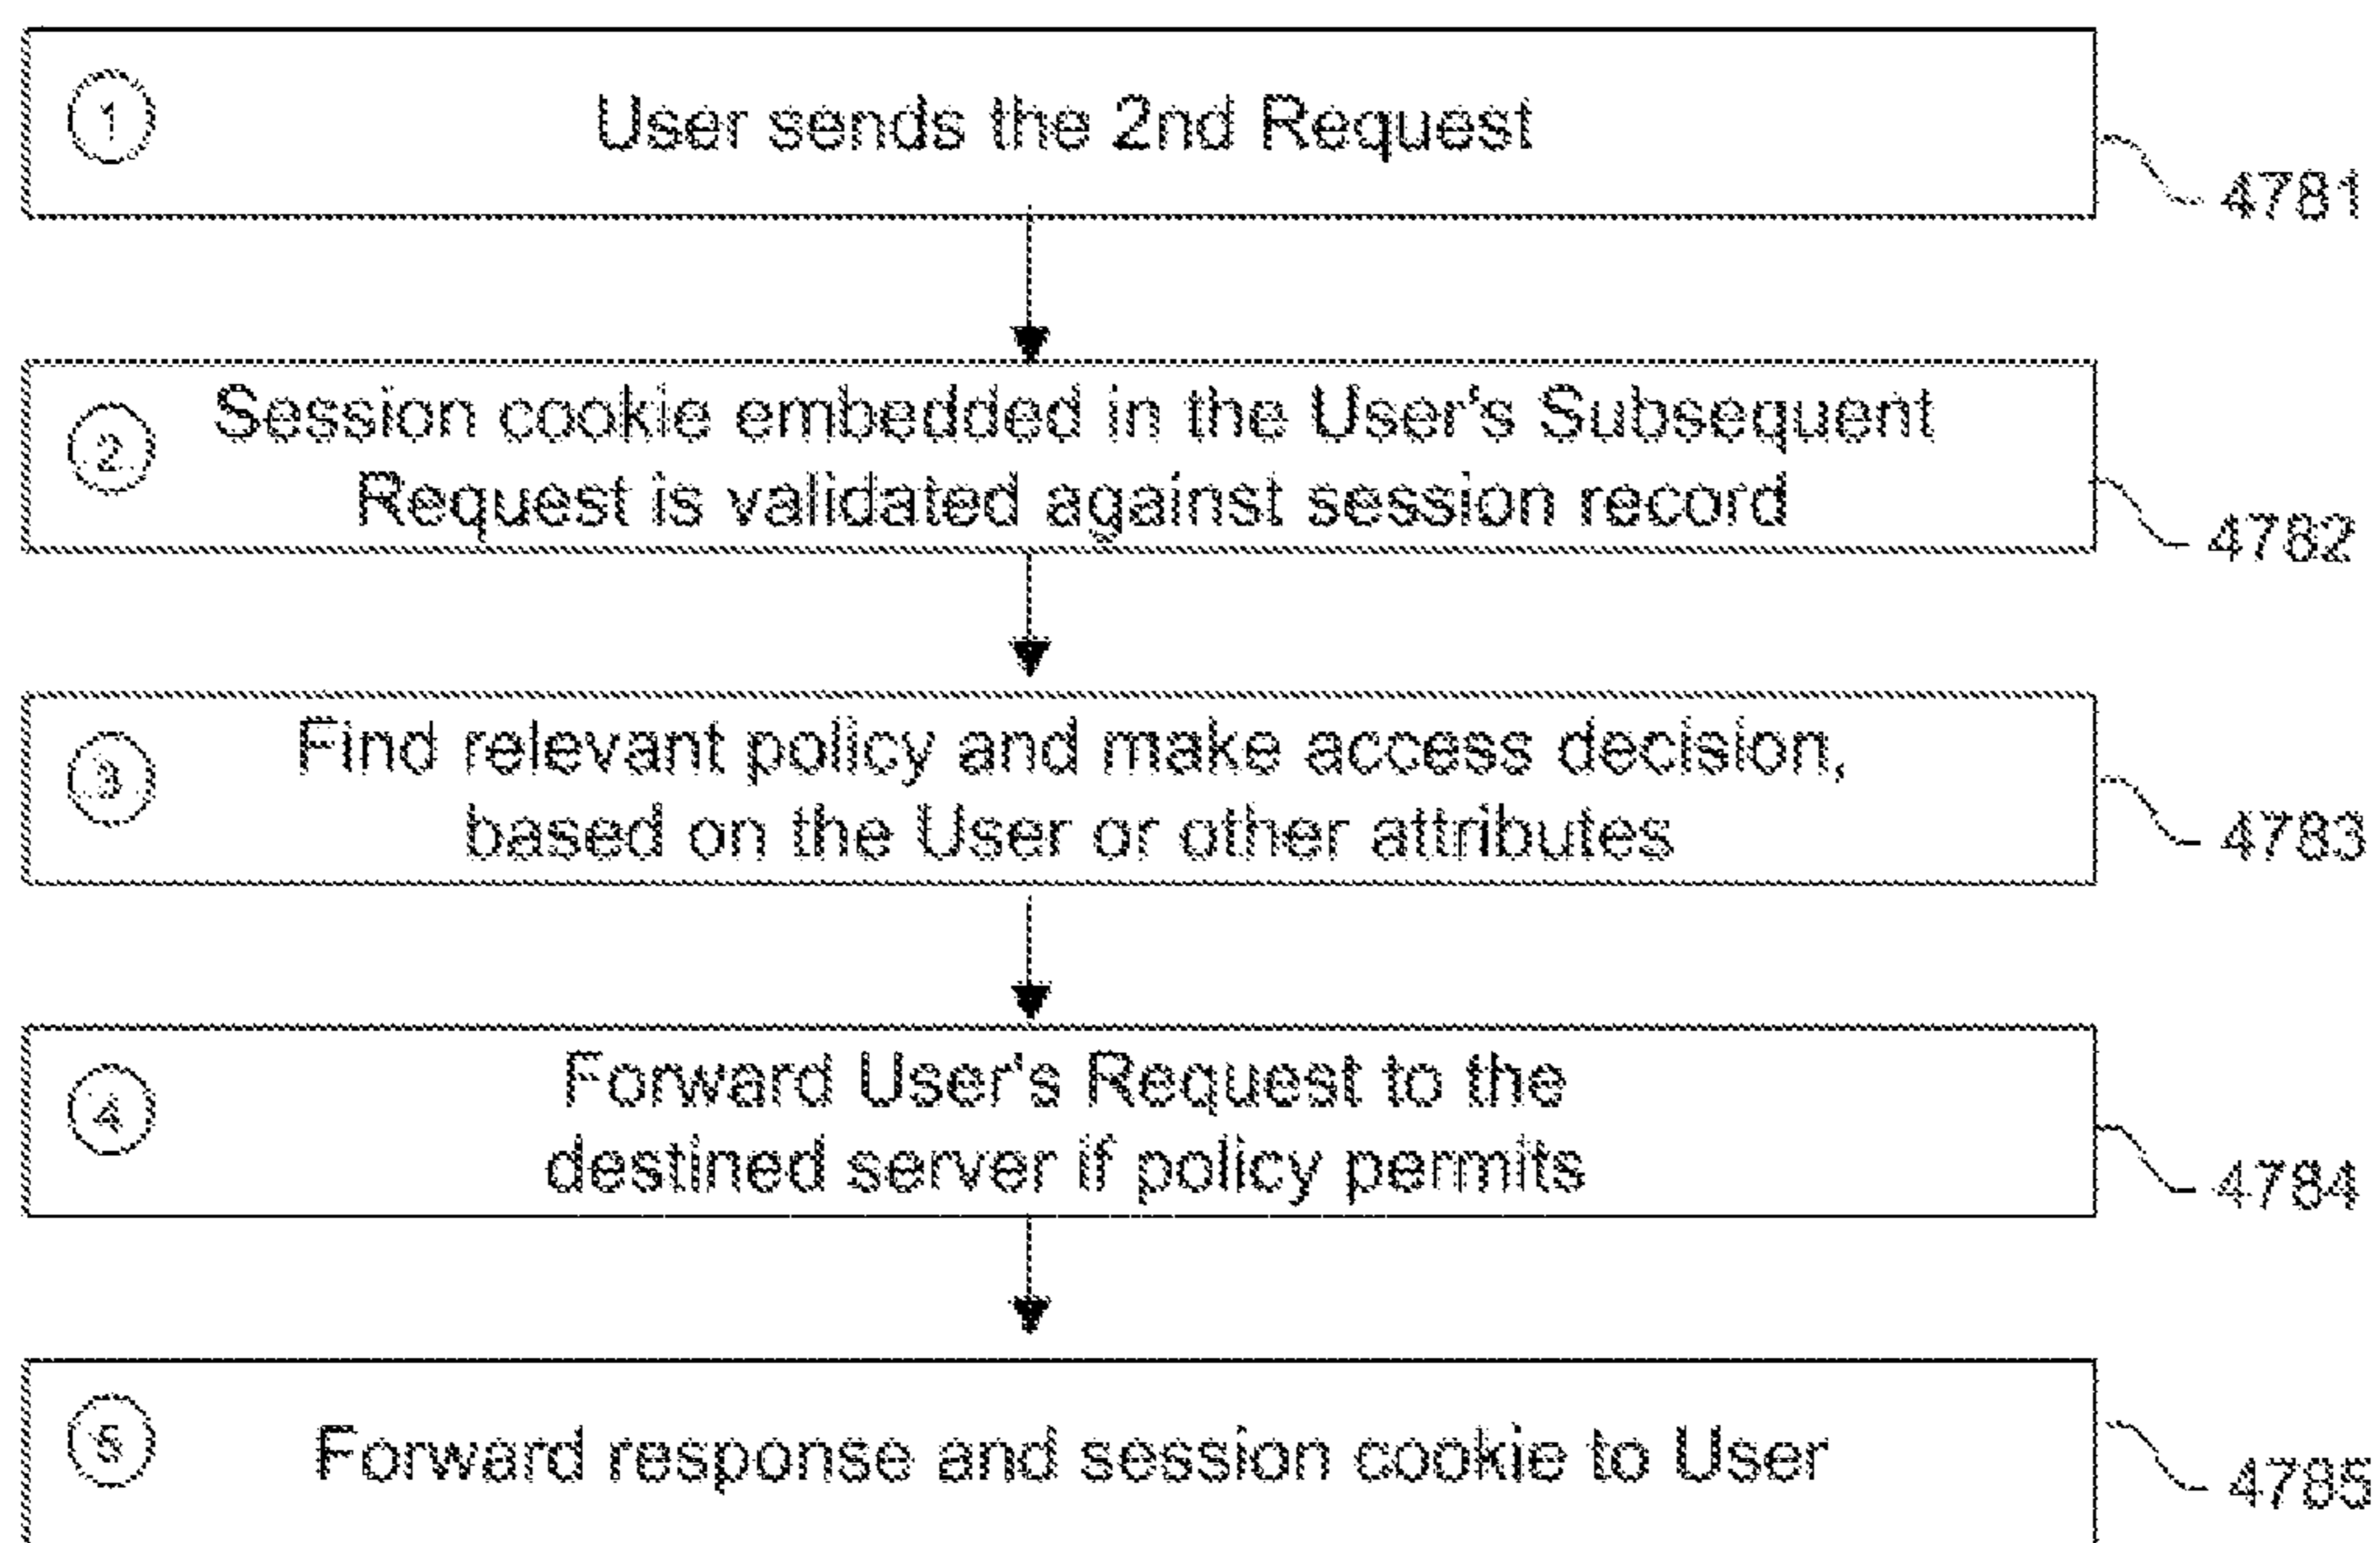 1
User sends the 2nd Request
4781
2
Session cookie embedded in the User's Subsequent
Request is validated against session record
4782
3
Find relevant policy and make access decision,
based on the User or other attributes
4783
4
Forward User's Request to the
destined server if policy permits
4784
5
Forward response and session cookie to User
4785